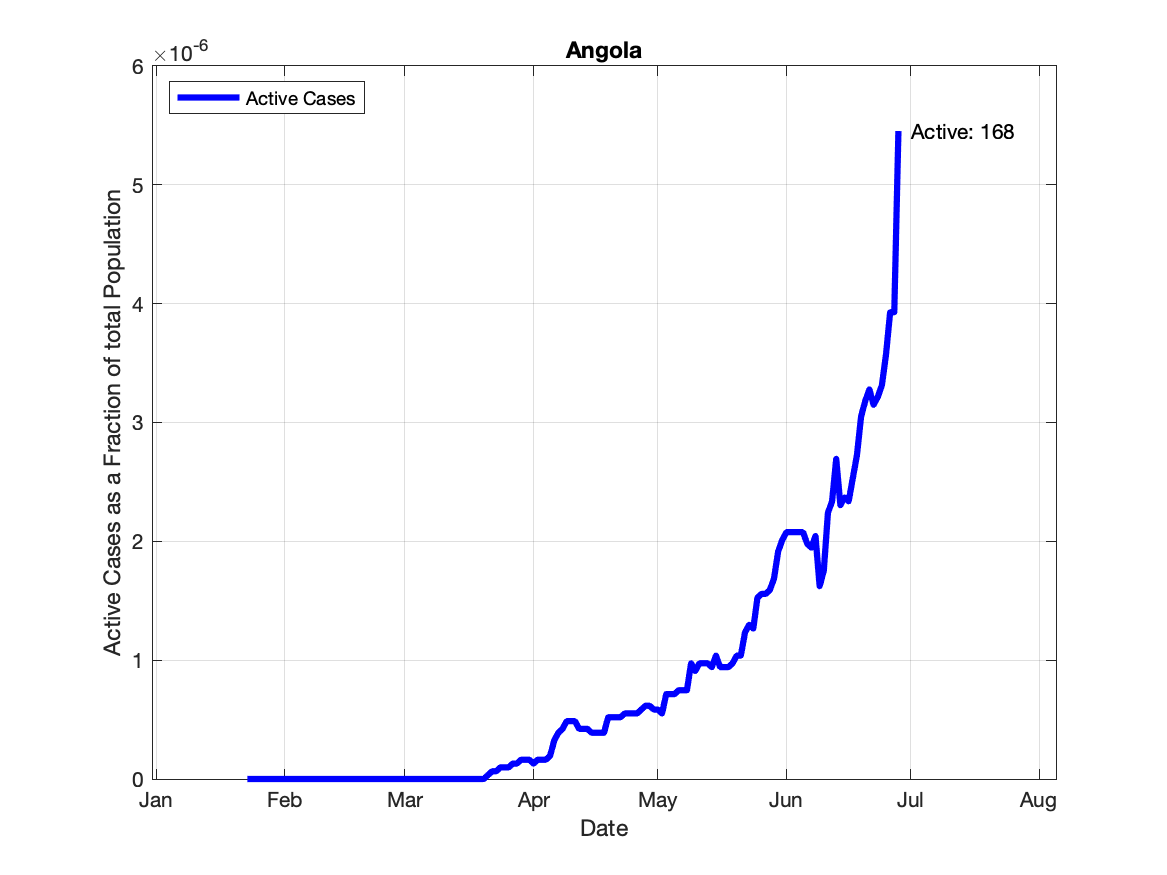 Angola
×10-6
6
5
4
3
2
1
0
Active Cases
Active: 168
Active Cases as a Fraction of total Population
Jan Feb Mar Apr May Jun Jul Aug
Date